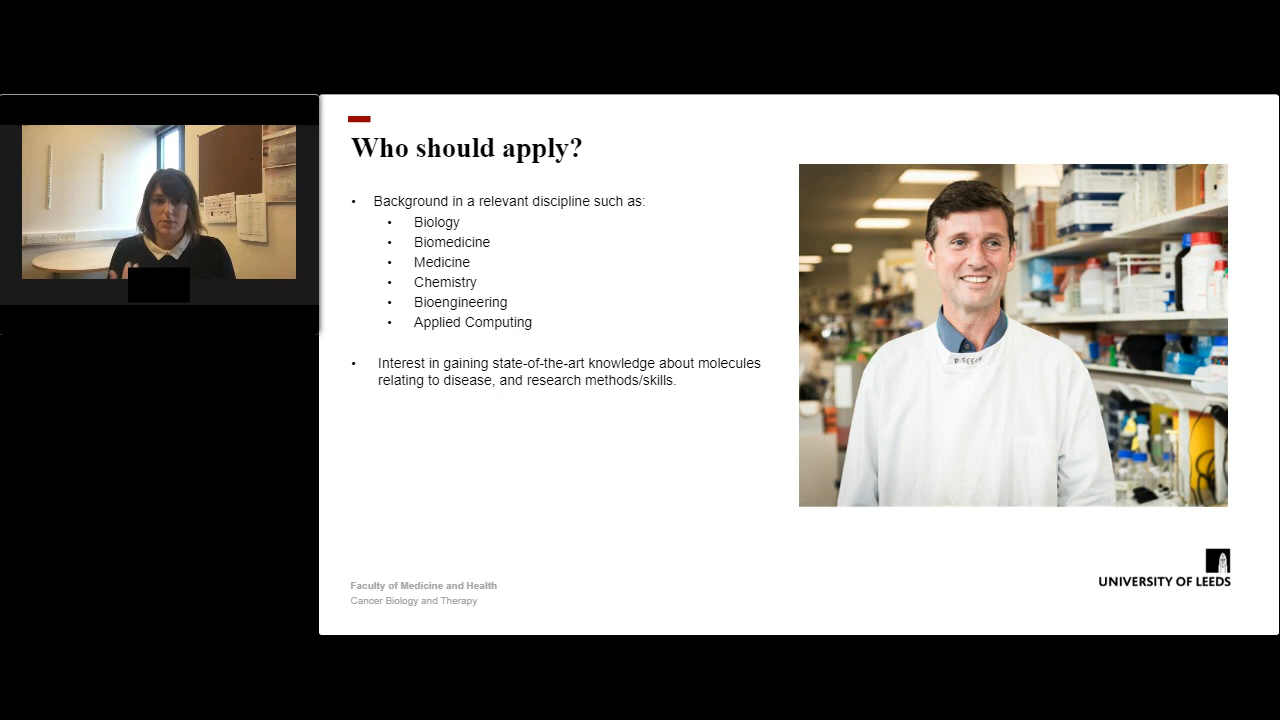 Who should apply?
• Background in a relevant discipline such as:
• Biology
• Biomedicine
• Medicine
• Chemistry
• Bioengineering
• Applied Computing
• Interest in gaining state-of-the-art knowledge about molecules
relating to disease, and research methods/skills.
Faculty of Medicine and Health
Cancer Biology and Therapy
UNIVERSITY OF LEEDS